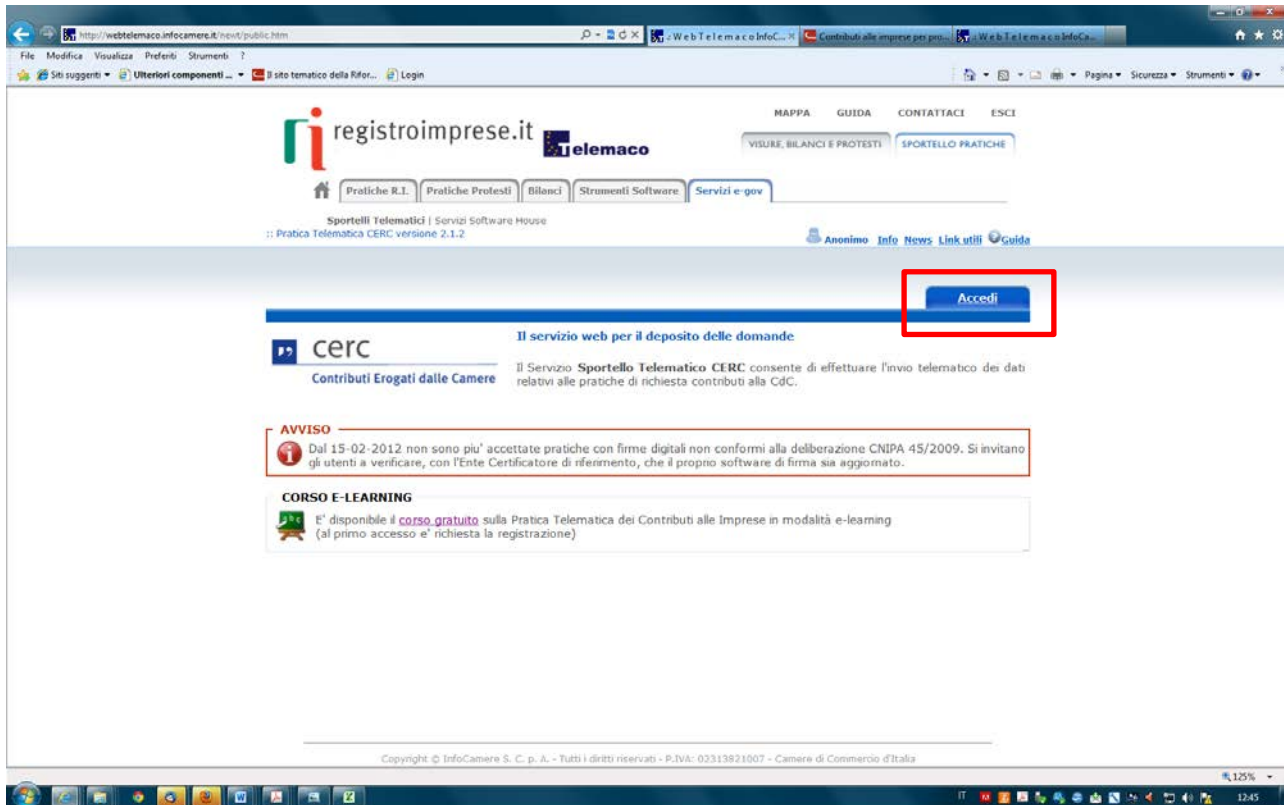 http://webtelemaco.infocamere.it/newt/public.htm
:: W e b T e l e m a c o InfoC...
Contributi alle imprese per pro...
:: W e b T e l e m a c o InfoCa...
File Modifica Visualizza Preferiti Strumenti ?
Siti suggeriti Ulteriori componenti ... Il sito tematico della Rifor... Login
Pagina Sicurezza Strumenti
MAPPA GUIDA CONTATTACI ESCI
registroimprese.it
Telemaco
VISURE, BILANCI E PROTESTI SPORTELLO PRATICHE
Pratiche R.I. Pratiche Protesti Bilanci Strumenti Software Servizi e-gov
Sportelli Telematici | Servizi Software House
:: Pratica Telematica CERC versione 2.1.2
Anonimo Info News Link utili Guida
Accedi
cerc
Contributi Erogati dalle Camere
Il servizio web per il deposito delle domande
Il Servizio Sportello Telematico CERC consente di effettuare l'invio telematico dei dati
relativi alle pratiche di richiesta contributi alla CdC.
AVVISO
Dal 15-02-2012 non sono piu' accettate pratiche con firme digitali non conformi alla deliberazione CNIPA 45/2009. Si invitano
gli utenti a verificare, con l'Ente Certificatore di riferimento, che il proprio software di firma sia aggiornato.
CORSO E-LEARNING
E' disponibile il corso gratuito sulla Pratica Telematica dei Contributi alle Imprese in modalità e-learning
(al primo accesso e' richiesta la registrazione)
Copyright © InfoCamere S. C. p. A. - Tutti i diritti riservati - P.IVA: 02313821007 - Camere di Commercio d'Italia
125%
IT
12:45